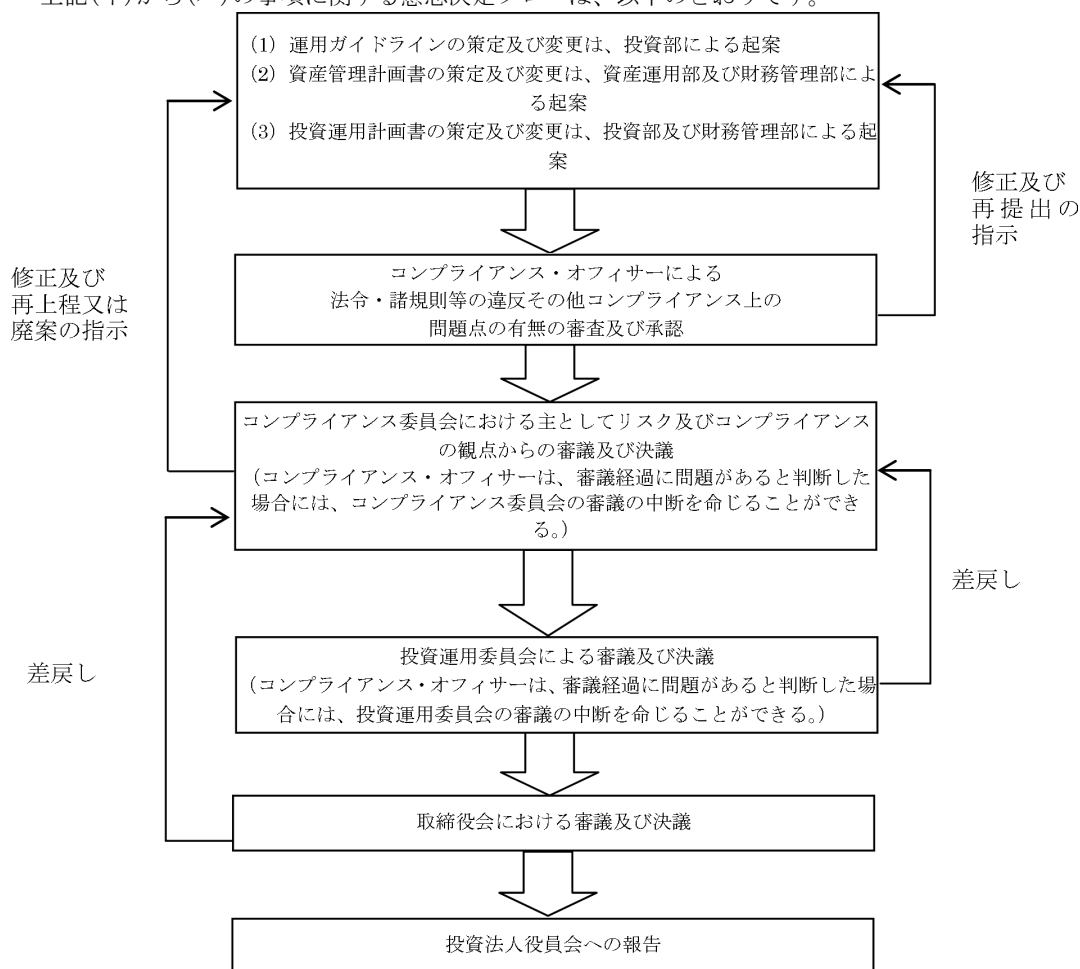 (1) 運用ガイドラインの策定及び変更は、投資部による起案
(2) 資産管理計画書の策定及び変更は、資産運用部及び財務管理部によ
る起案
(3) 投資運用計画書の策定及び変更は、投資部及び財務管理部による起
案
修正及び
再提出の
指示
コンプライアンス・オフィサーによる
法令・諸規則等の違反その他コンプライアンス上の
問題点の有無の審査及び承認
修正及び
再上程又は
廃案の指示
コンプライアンス委員会における主としてリスク及びコンプライアンス
の観点からの審議及び決議
(コンプライアンス・オフィサーは、審議経過に問題があると判断した
場合には、コンプライアンス委員会の審議の中断を命じることができ
る。)
差戻し
投資運用委員会による審議及び決議
(コンプライアンス・オフィサーは、審議経過に問題があると判断した場
合には、投資運用委員会の審議の中断を命じることができる。)
差戻し
取締役会における審議及び決議
投資法人役員会への報告